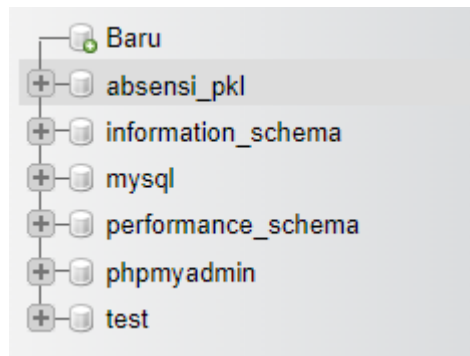 Baru
absensi_pkl
information_schema
mysql
performance_schema
phpmyadmin
test